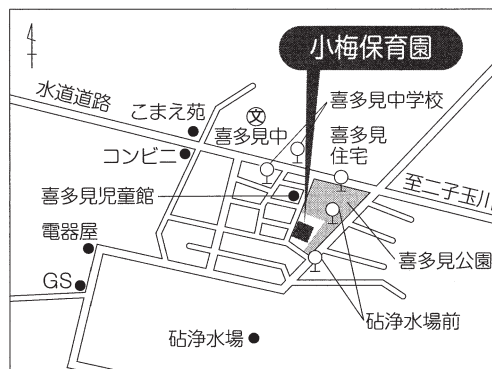 小梅保育園
水道道路
こまえ苑
文
喜多見中
喜多見中学校
喜多見
住宅
コンビニ
至二子玉川
喜多見児童館
電器屋
喜多見公園
GS
砧浄水場前
砧浄水場